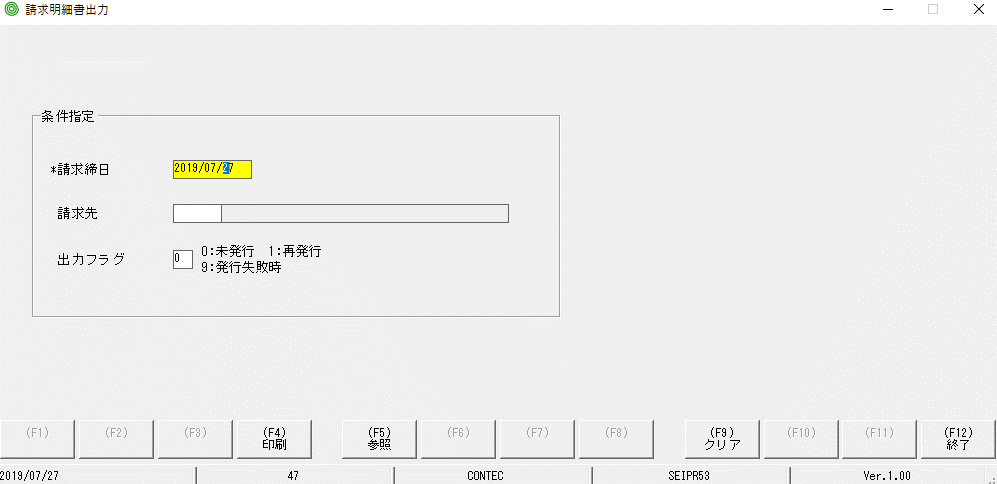 請求明細書出力
条件指定
*請求締日 2019/07/27
請求先
出力フラグ 0 0:未発行 1:再発行
9:発行失敗時
(F1) (F2) (F3) (F4) (F5) (F6) (F7) (F8) (F9) (F10) (F11) (F12)
印刷 参照 クリア 終了
2019/07/27 47 CONTEC SEIPR53 Ver.1.00